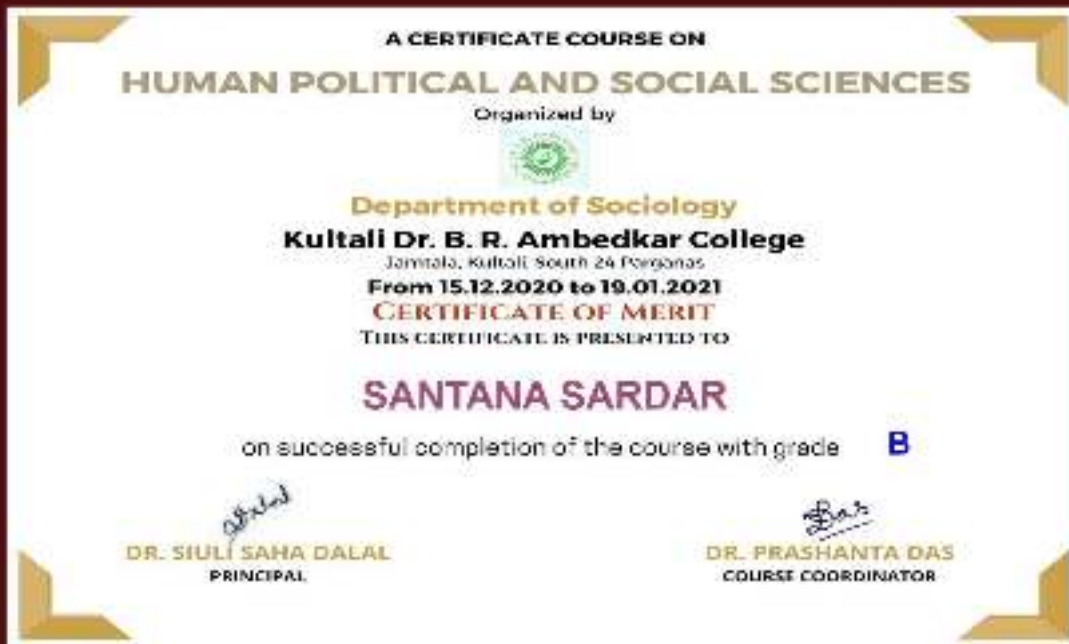 A CERTIFICATE COURSE ON
HUMAN POLITICAL AND SOCIAL SCIENCES
Organized by
Department of Sociology
Kultali Dr. B. R. Ambedkar College
Jamtala, Kultali, South 24 Parganas
From 15.12.2020 to 19.01.2021
CERTIFICATE OF MERIT
THIS CERTIFICATE IS PRESENTED TO
SANTANA SARDAR
on successful completion of the course with grade B
Das
DR. SIULI SAHA DALAL DR. PRASHANTA DAS
PRINCIPAL COURSE COORDINATOR